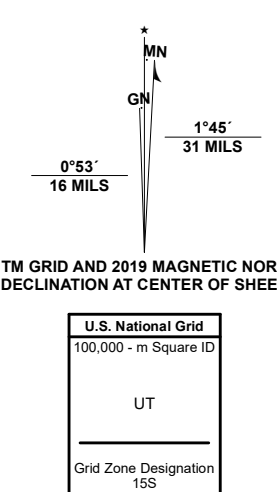 ★
MN
GN
1°45´
31 MILS
0°53´
16 MILS
TM GRID AND 2019 MAGNETIC NOR
DECLINATION AT CENTER OF SHEE
U.S. National Grid
100,000 - m Square ID
UT
Grid Zone Designation
15S